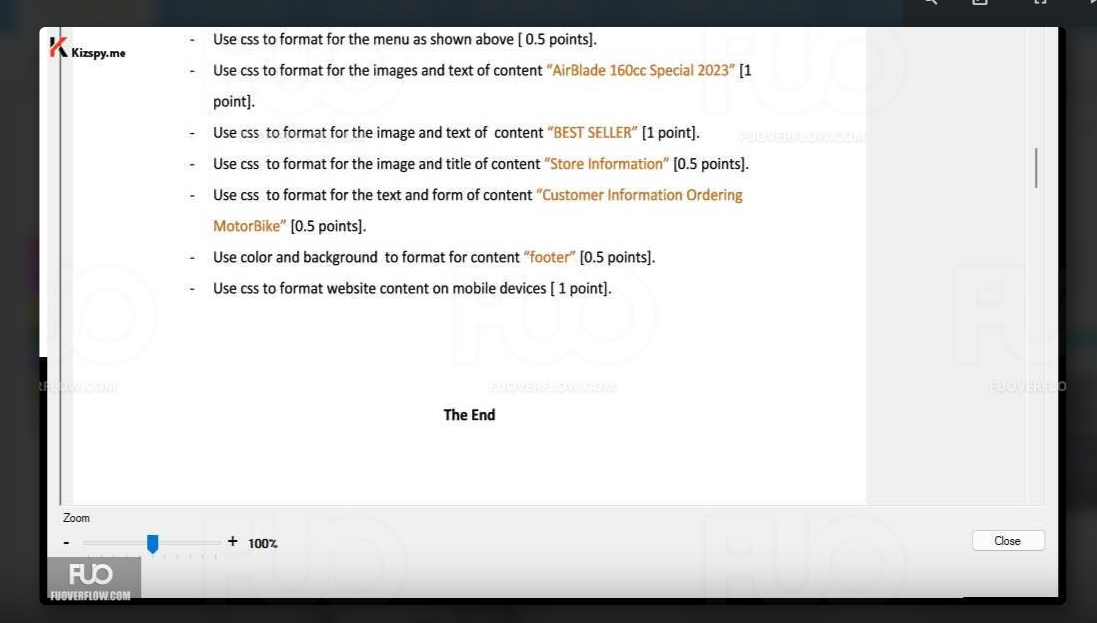 Kizspy.me
- Use css to format for the menu as shown above [ 0.5 points].
- Use css to format for the images and text of content “AirBlade 160cc Special 2023” [1
point].
- Use css to format for the image and text of content “BEST SELLER” [1 point].
FUOVERFLOW.COM
- Use css to format for the image and title of content “Store Information” [0.5 points].
- Use css to format for the text and form of content “Customer Information Ordering
MotorBike” [0.5 points].
- Use color and background to format for content “footer” [0.5 points].
- Use css to format website content on mobile devices [ 1 point].
FUO
RFLOW.COM FUOVERFLOW.COM FUOVERFLO
The End
Zoom
- + 100%
Close
FUO
FUOVERFLOW.COM